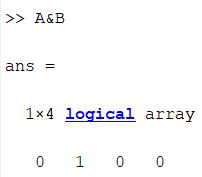 >> A&B
ans =
1×4 logical array
0 1 0 0